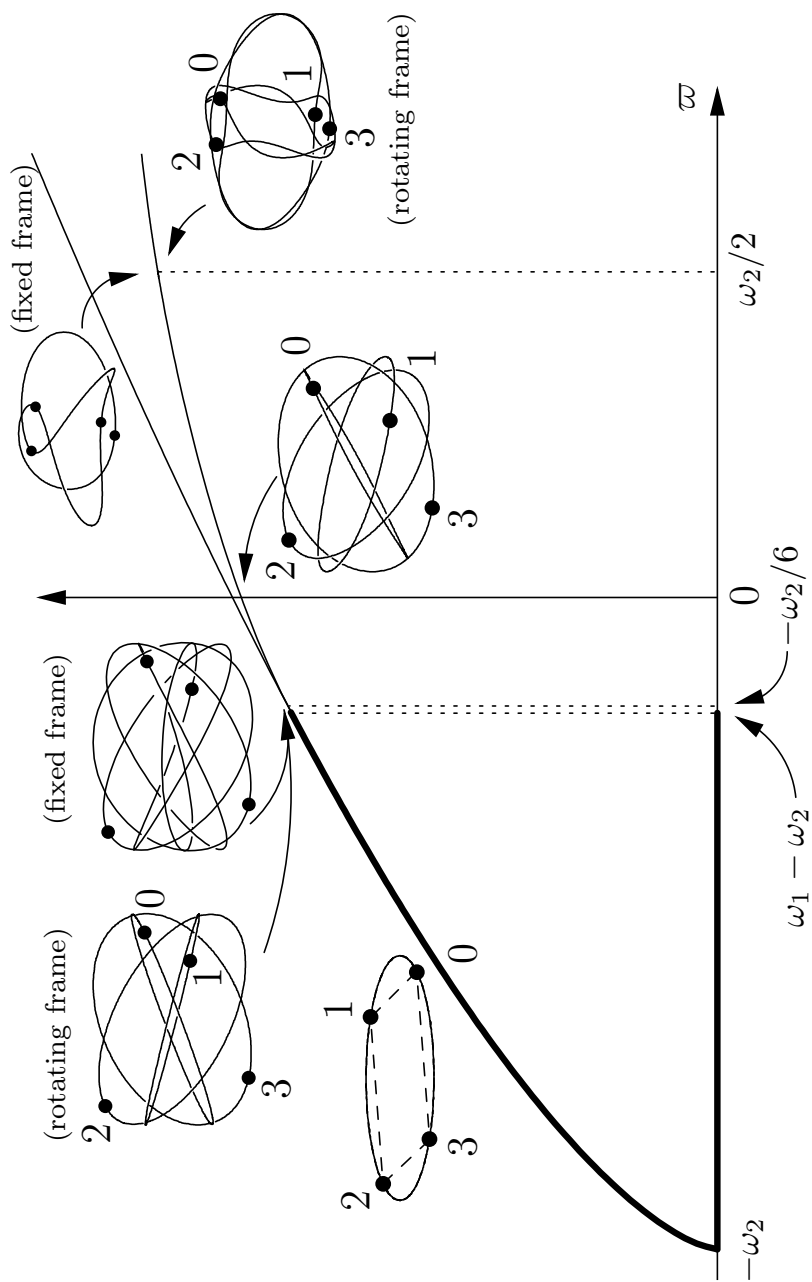 (fixed frame)
(rotating frame)
(fixed frame)
2
0
1
3
2
0
1
3
(rotating frame)
2
0
1
3
1
2
0
3
ϖ
−ω₂
0
ω₂/2
−ω₂/6
ω₁ − ω₂